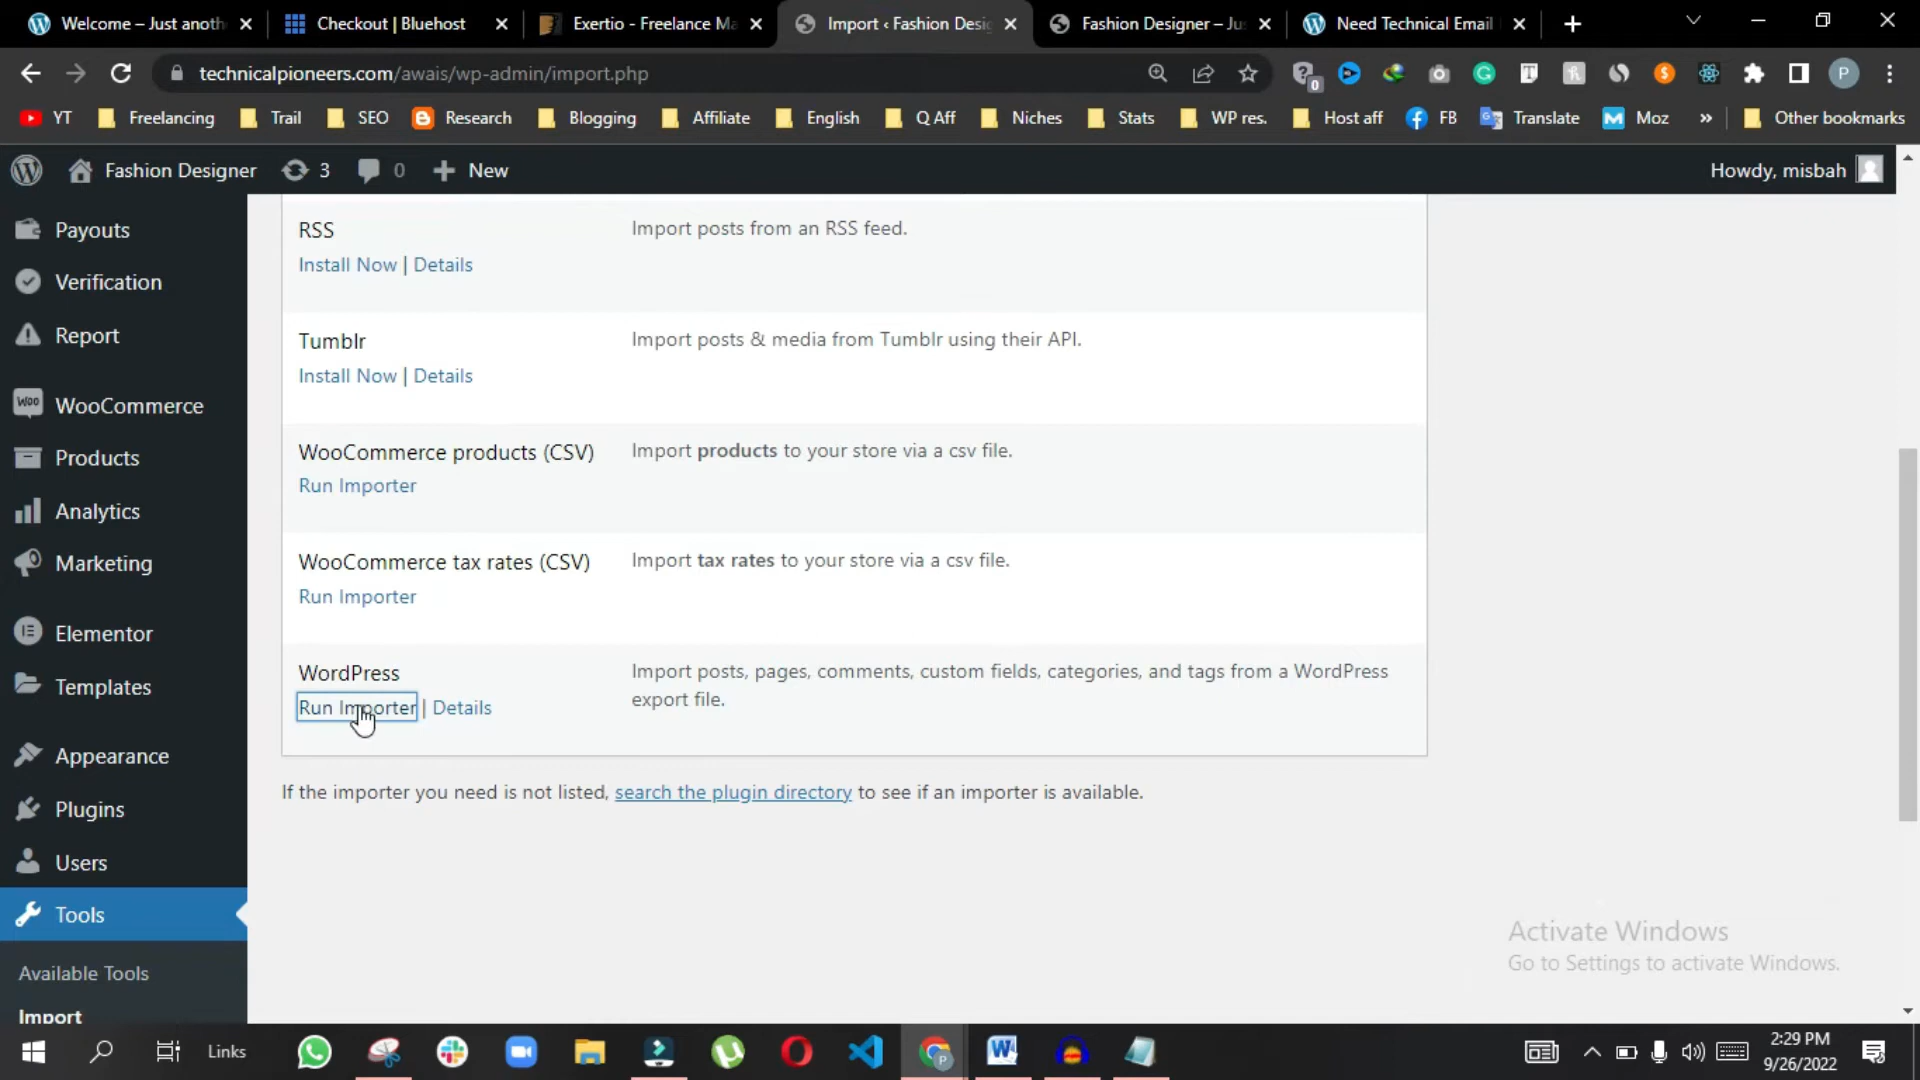 Welcome – Just anoth
Checkout | Bluehost
Exertio - Freelance Ma
Import ‹ Fashion Desig
Fashion Designer – Ju
Need Technical Email
technicalpioneers.com/awais/wp-admin/import.php
0
P
YT
Freelancing
Trail
SEO
Research
Blogging
Affiliate
English
Q Aff
Niches
Stats
WP res.
Host aff
FB
Translate
Moz
»
Other bookmarks
Fashion Designer
3
0
New
Howdy, misbah
Payouts
Verification
Report
WooCommerce
Products
Analytics
Marketing
Elementor
Templates
Appearance
Plugins
Users
Tools
Available Tools
Import
RSS
Import posts from an RSS feed.
Install Now | Details
Tumblr
Import posts & media from Tumblr using their API.
Install Now | Details
WooCommerce products (CSV)
Import products to your store via a csv file.
Run Importer
WooCommerce tax rates (CSV)
Import tax rates to your store via a csv file.
Run Importer
WordPress
Import posts, pages, comments, custom fields, categories, and tags from a WordPress
export file.
Run Importer | Details
If the importer you need is not listed, search the plugin directory to see if an importer is available.
Activate Windows
Go to Settings to activate Windows.
Links
2:29 PM
9/26/2022